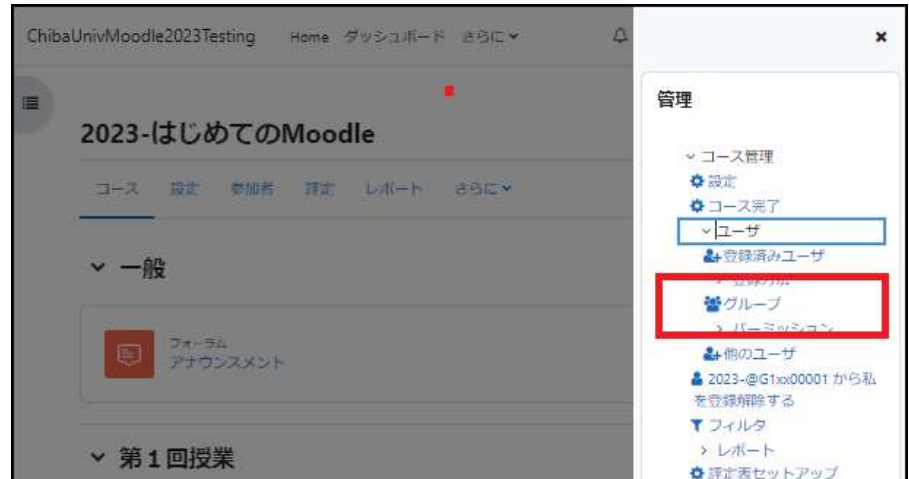 ChibaUnivMoodle2023Testing Home ダッシュボード さらに
2023-はじめてのMoodle
コース 設定 参加者 評定 レポート さらに
一般
フォーラム
アナウンスメント
第1回授業
管理
コース管理
設定
コース完了
ユーザ
登録済みユーザ
登録方法
グループ
パーミッション
他のユーザ
2023-@G1xx00001 から私
を登録解除する
フィルタ
レポート
評定表セットアップ